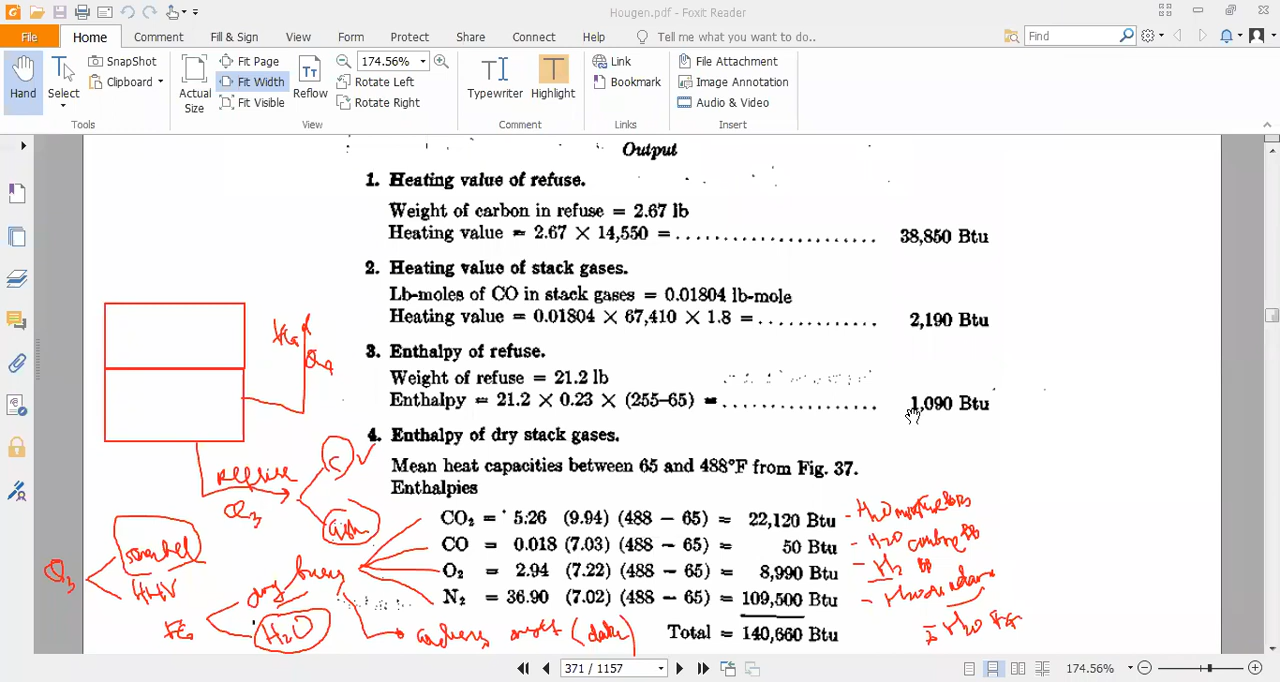 Hougen.pdf - Foxit Reader
File Home Comment Fill & Sign View Form Protect Share Connect Help Tell me what you want to do.. Find
Hand Select SnapShot Clipboard Actual Size Fit Page Fit Width Fit Visible Reflow 174.56% Rotate Left Rotate Right Typewriter Highlight Link Bookmark File Attachment Image Annotation Audio & Video
Tools View Comment Links Insert
Output
1. Heating value of refuse.
Weight of carbon in refuse = 2.67 lb
Heating value = 2.67 × 14,550 = .................... 38,850 Btu
2. Heating value of stack gases.
Lb-moles of CO in stack gases = 0.01804 lb-mole
Heating value = 0.01804 × 67,410 × 1.8 = ............ 2,190 Btu
3. Enthalpy of refuse.
Weight of refuse = 21.2 lb
Enthalpy = 21.2 × 0.23 × (255–65) = ................ 1,090 Btu
4. Enthalpy of dry stack gases.
Mean heat capacities between 65 and 488°F from Fig. 37.
Enthalpies
CO₂ = 5.26 (9.94) (488 − 65) = 22,120 Btu
CO = 0.018 (7.03) (488 − 65) = 50 Btu
O₂ = 2.94 (7.22) (488 − 65) = 8,990 Btu
N₂ = 36.90 (7.02) (488 − 65) = 109,500 Btu
Total = 140,660 Btu
refuse
Q₃
C
ash
Q₃
HHV
H₂O
(data)
371 / 1157 174.56%